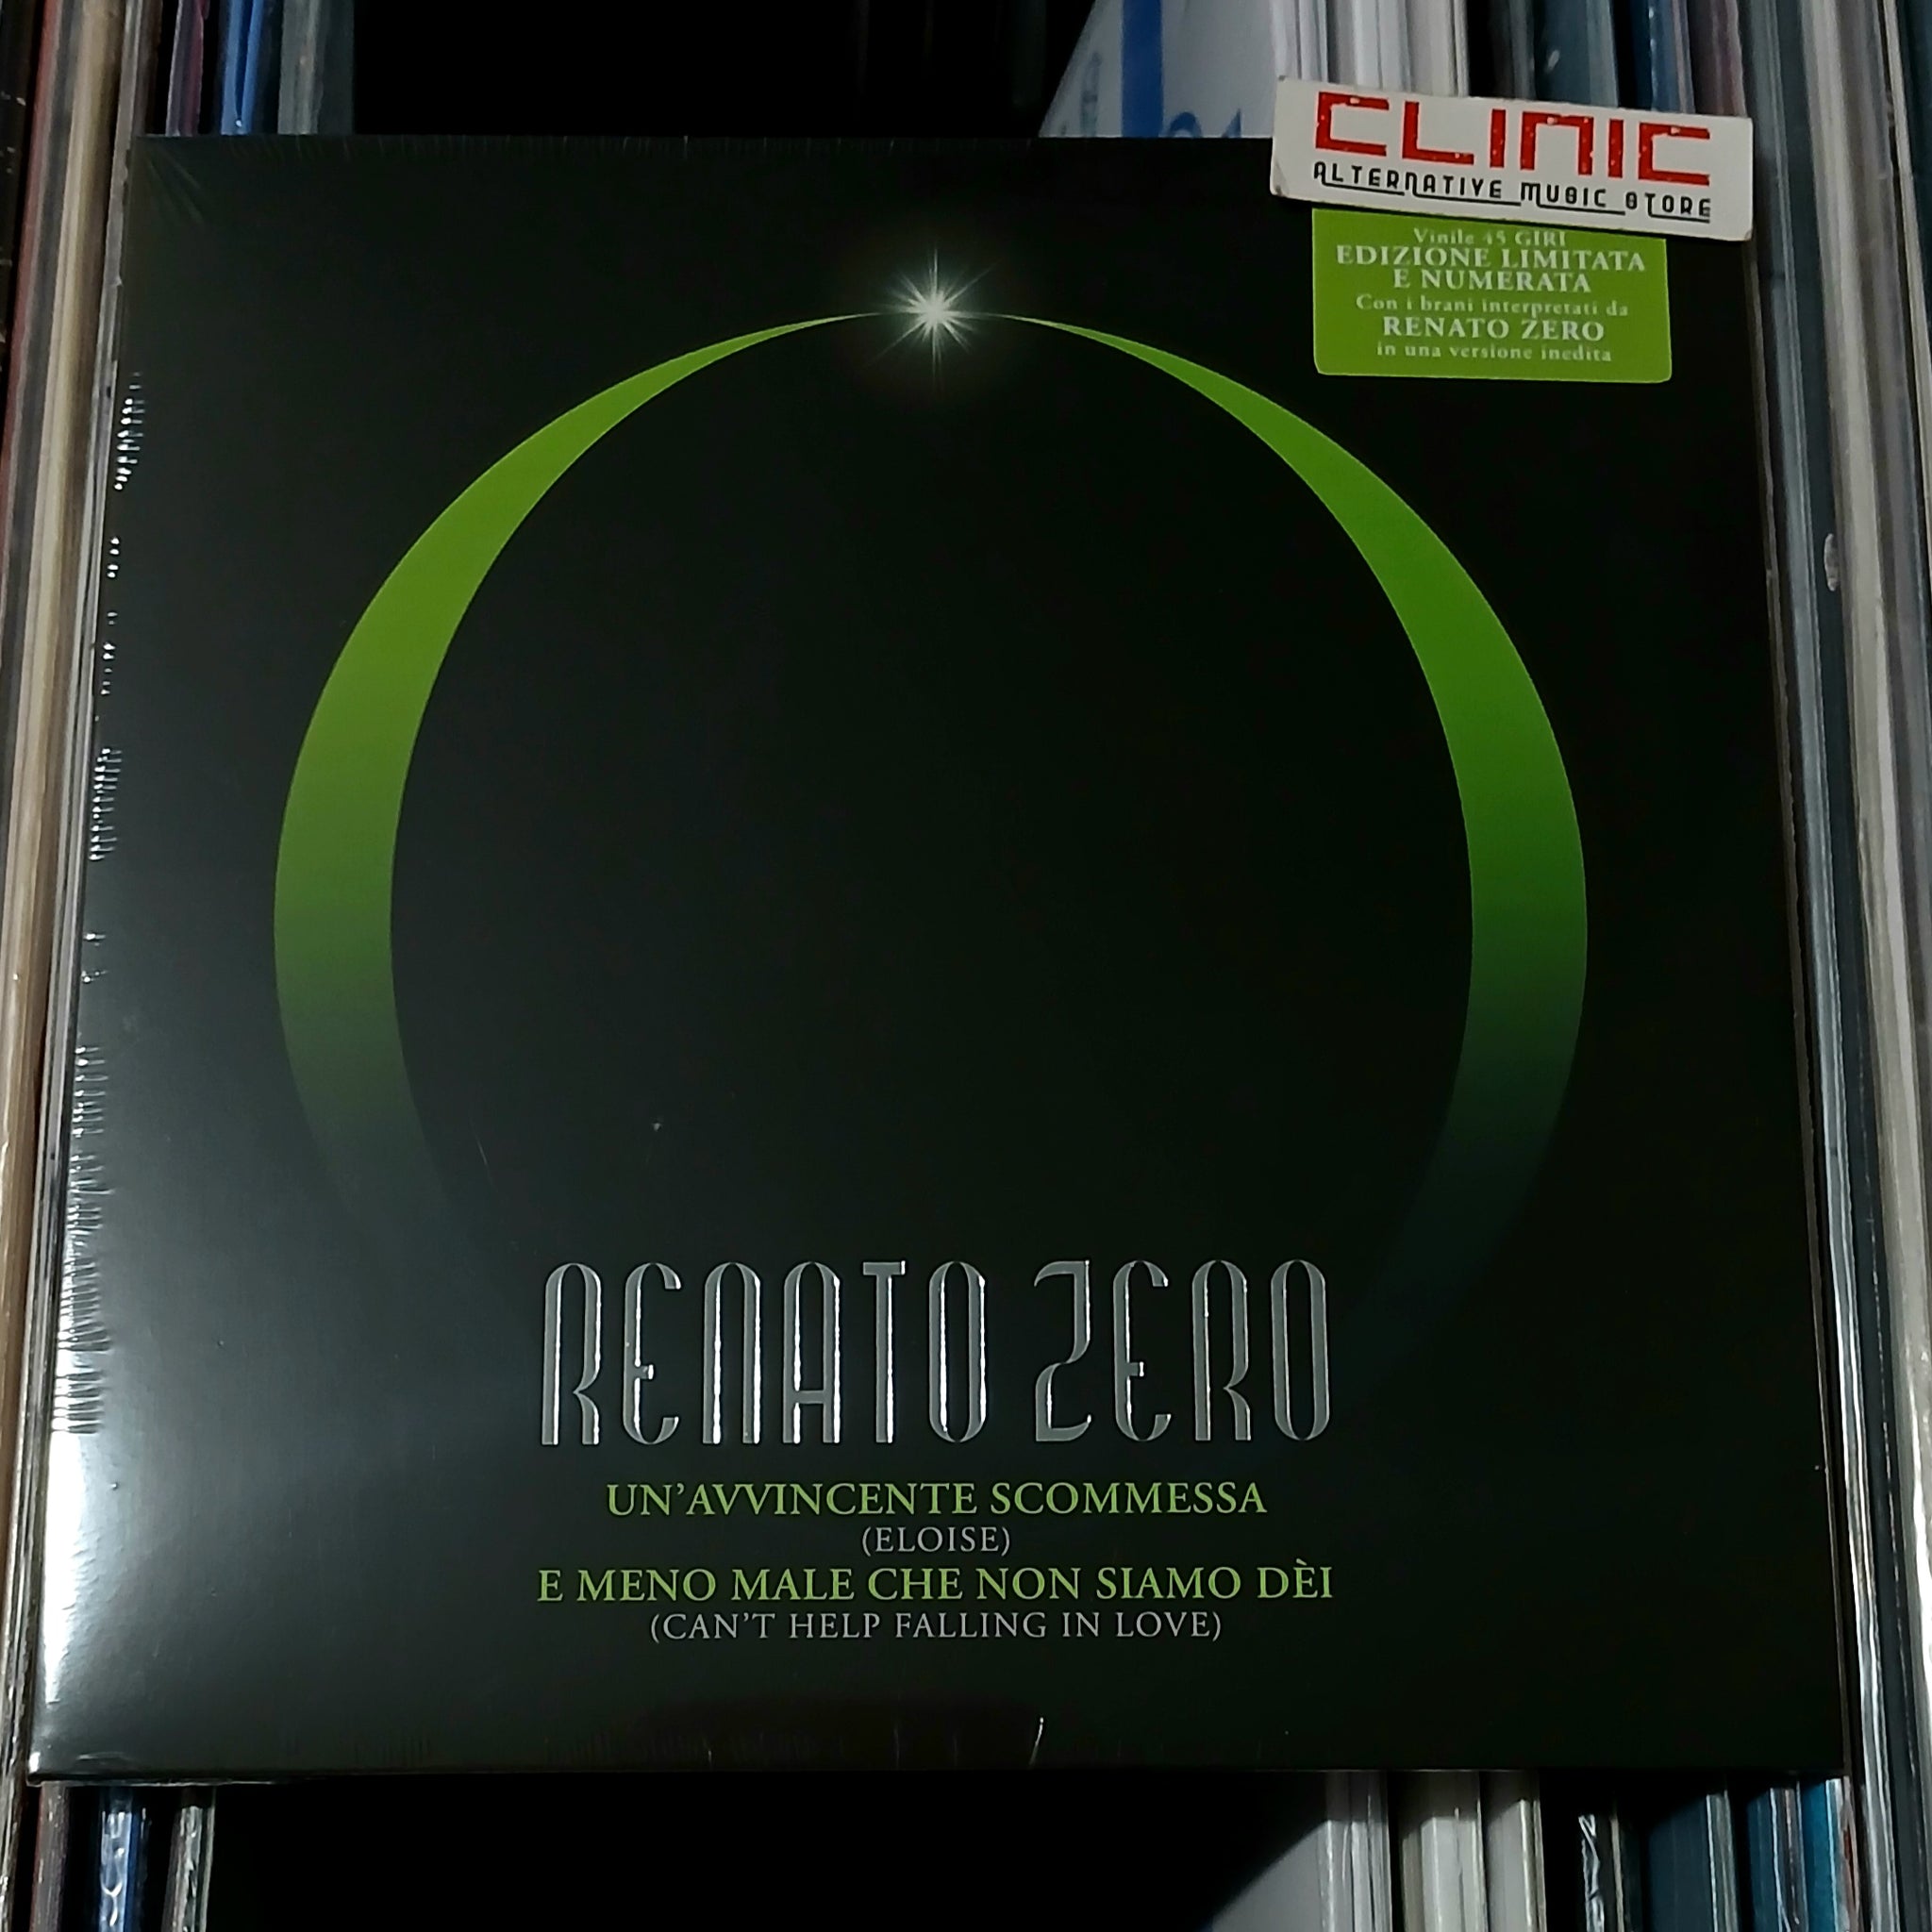 CLINIC
ALTERNATIVE MUSIC STORE
Vinile 45 GIRI
EDIZIONE LIMITATA
E NUMERATA
Con i brani interpretati da
RENATO ZERO
in una versione inedita
RENATO ZERO
UN'AVVINCENTE SCOMMESSA
(ELOISE)
E MENO MALE CHE NON SIAMO DÈI
(CAN'T HELP FALLING IN LOVE)